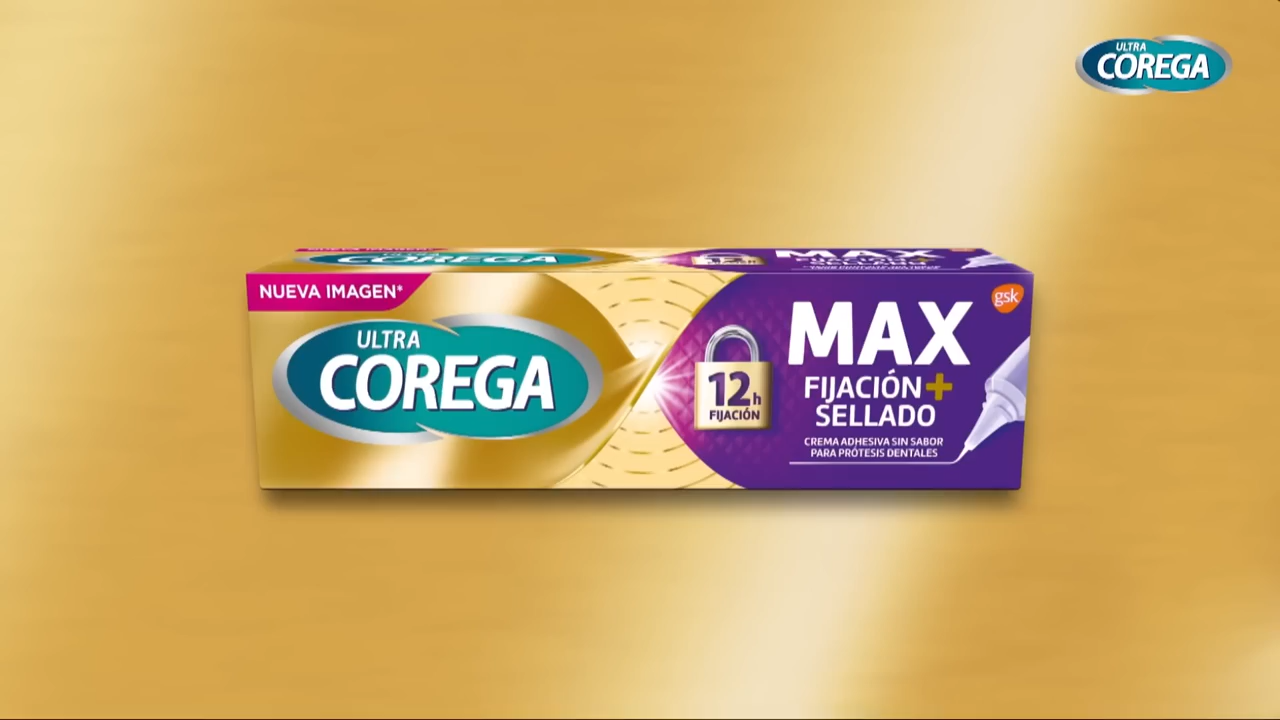 ULTRA
COREGA
NUEVA IMAGEN*
ULTRA
COREGA
12h
FIJACIÓN
MAX
FIJACIÓN+
SELLADO
CREMA ADHESIVA SIN SABOR
PARA PRÓTESIS DENTALES
gsk